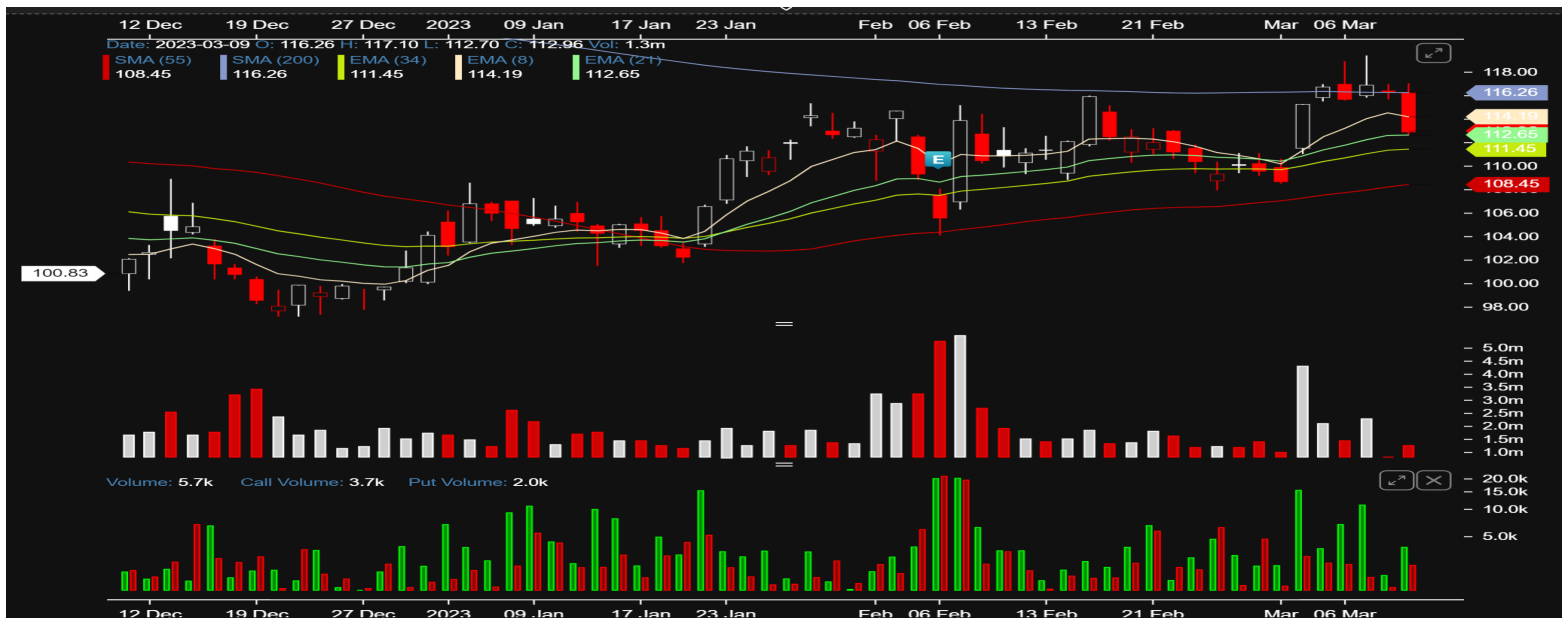 12 Dec 19 Dec 27 Dec 2023 09 Jan 17 Jan 23 Jan Feb 06 Feb 13 Feb 21 Feb Mar 06 Mar
Date: 2023-03-09 O: 116.26 H: 117.10 L: 112.70 C: 112.96 Vol: 1.3m
SMA (55) SMA (200) EMA (34) EMA (8) EMA (21)
108.45 116.26 111.45 114.19 112.65
118.00
116.26
114.19
112.65
111.45
110.00
108.45
106.00
104.00
102.00
100.83
100.00
98.00
E
5.0m
4.5m
4.0m
3.5m
3.0m
2.5m
2.0m
1.5m
1.0m
Volume: 5.7k Call Volume: 3.7k Put Volume: 2.0k
20.0k
15.0k
10.0k
5.0k
12 Dec 19 Dec 27 Dec 2023 09 Jan 17 Jan 23 Jan Feb 06 Feb 13 Feb 21 Feb Mar 06 Mar